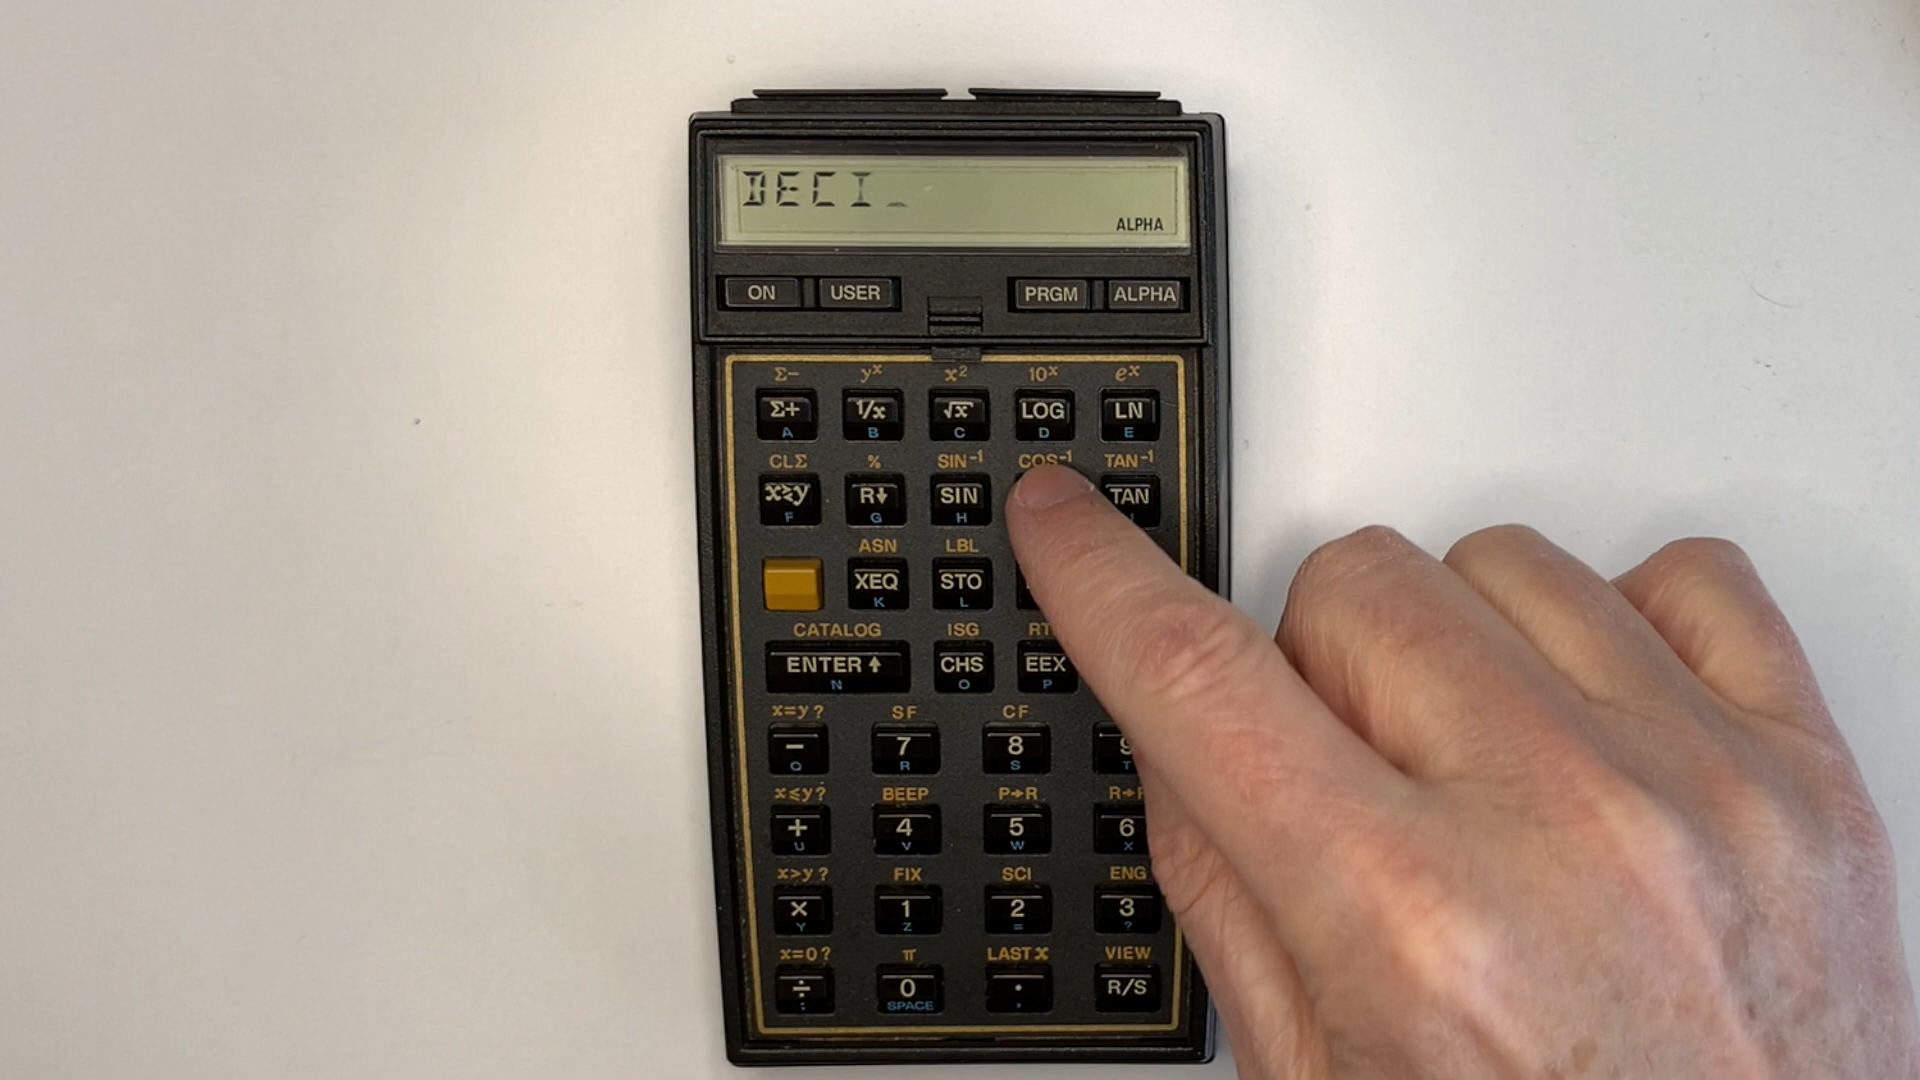 DECI_
ALPHA
ON USER PRGM ALPHA
Σ− yˣ x² 10ˣ eˣ
Σ+ 1/x √x LOG LN
A B C D E
CLΣ % SIN⁻¹ COS⁻¹ TAN⁻¹
x≷y R↓ SIN TAN
F G H
ASN LBL
XEQ STO
K L
CATALOG ISG
ENTER↑ CHS EEX
N O P
x=y? SF CF
− 7 8 9
Q R S T
x≤y? BEEP P→R
+ 4 5 6
U V W X
x>y? FIX SCI ENG
× 1 2 3
Y Z = ?
x=0? π LAST X VIEW
÷ 0 · R/S
: SPACE ,